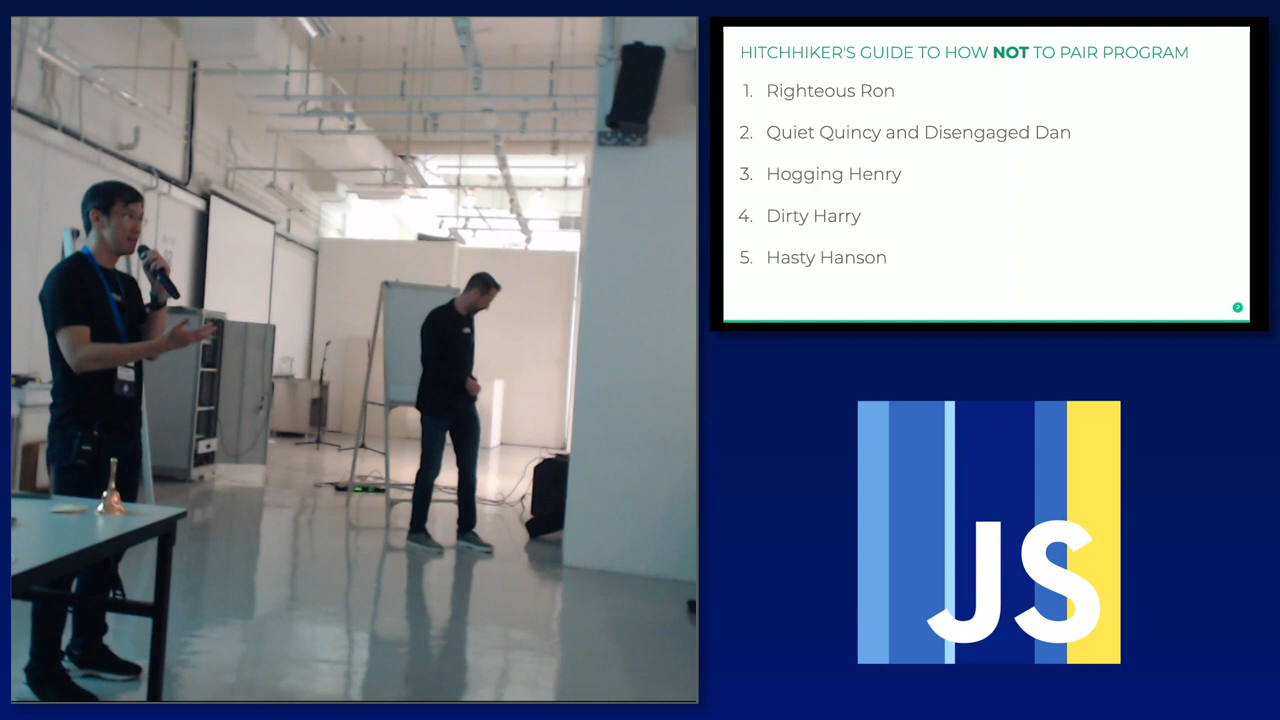 HITCHHIKER'S GUIDE TO HOW NOT TO PAIR PROGRAM
1. Righteous Ron
2. Quiet Quincy and Disengaged Dan
3. Hogging Henry
4. Dirty Harry
5. Hasty Hanson
JS